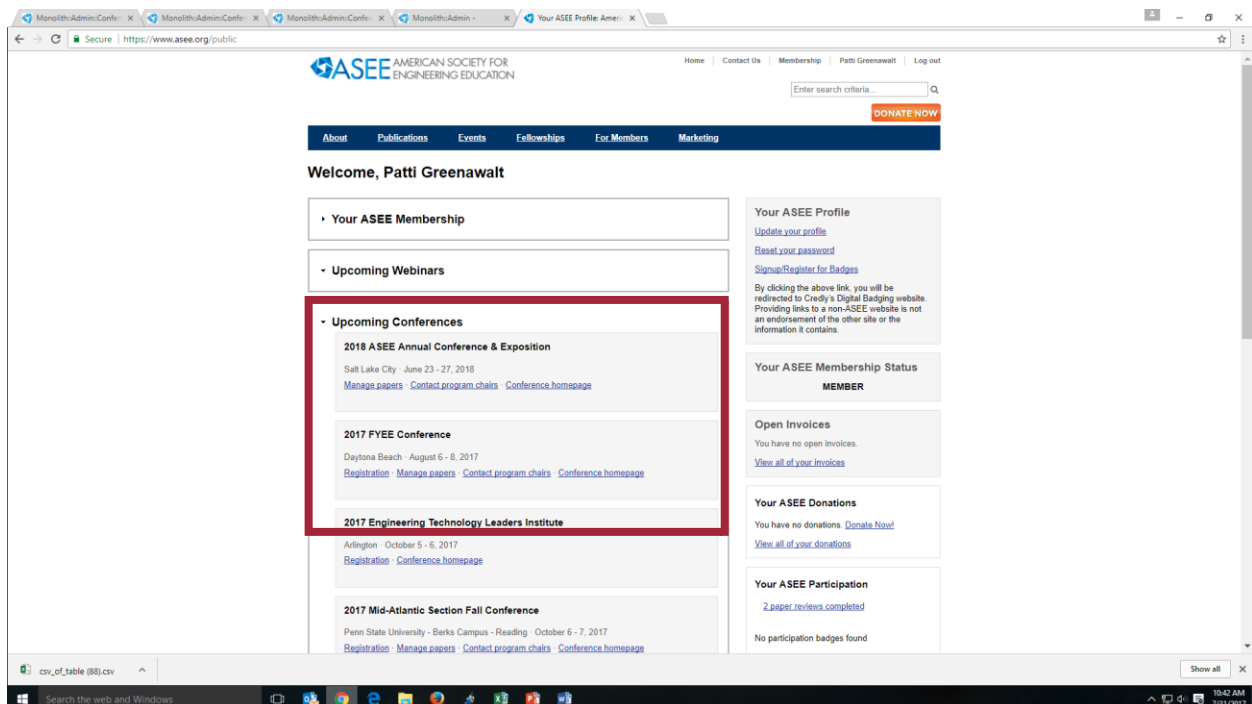 Monolith::Admin:Confer
Monolith::Admin:Confer
Monolith::Admin:Confer
Monolith::Admin -
Your ASEE Profile: Americ
Secure | https://www.asee.org/public
ASEE AMERICAN SOCIETY FOR
ENGINEERING EDUCATION
Home | Contact Us | Membership | Patti Greenawalt | Log out
Enter search criteria...
DONATE NOW
About Publications Events Fellowships For Members Marketing
Welcome, Patti Greenawalt
Your ASEE Membership
Upcoming Webinars
Upcoming Conferences
2018 ASEE Annual Conference & Exposition
Salt Lake City · June 23 - 27, 2018
Manage papers · Contact program chairs · Conference homepage
2017 FYEE Conference
Daytona Beach · August 6 - 8, 2017
Registration · Manage papers · Contact program chairs · Conference homepage
2017 Engineering Technology Leaders Institute
Arlington · October 5 - 6, 2017
Registration · Conference homepage
2017 Mid-Atlantic Section Fall Conference
Penn State University - Berks Campus - Reading · October 6 - 7, 2017
Registration · Manage papers · Contact program chairs · Conference homepage
Your ASEE Profile
Update your profile
Reset your password
Signup/Register for Badges
By clicking the above link, you will be
redirected to Credly's Digital Badging website.
Providing links to a non-ASEE website is not
an endorsement of the other site or the
information it contains.
Your ASEE Membership Status
MEMBER
Open Invoices
You have no open invoices.
View all of your invoices
Your ASEE Donations
You have no donations. Donate Now!
View all of your donations
Your ASEE Participation
2 paper reviews completed
No participation badges found
csv_of_table (88).csv
Show all
Search the web and Windows
10:42 AM
7/31/2017